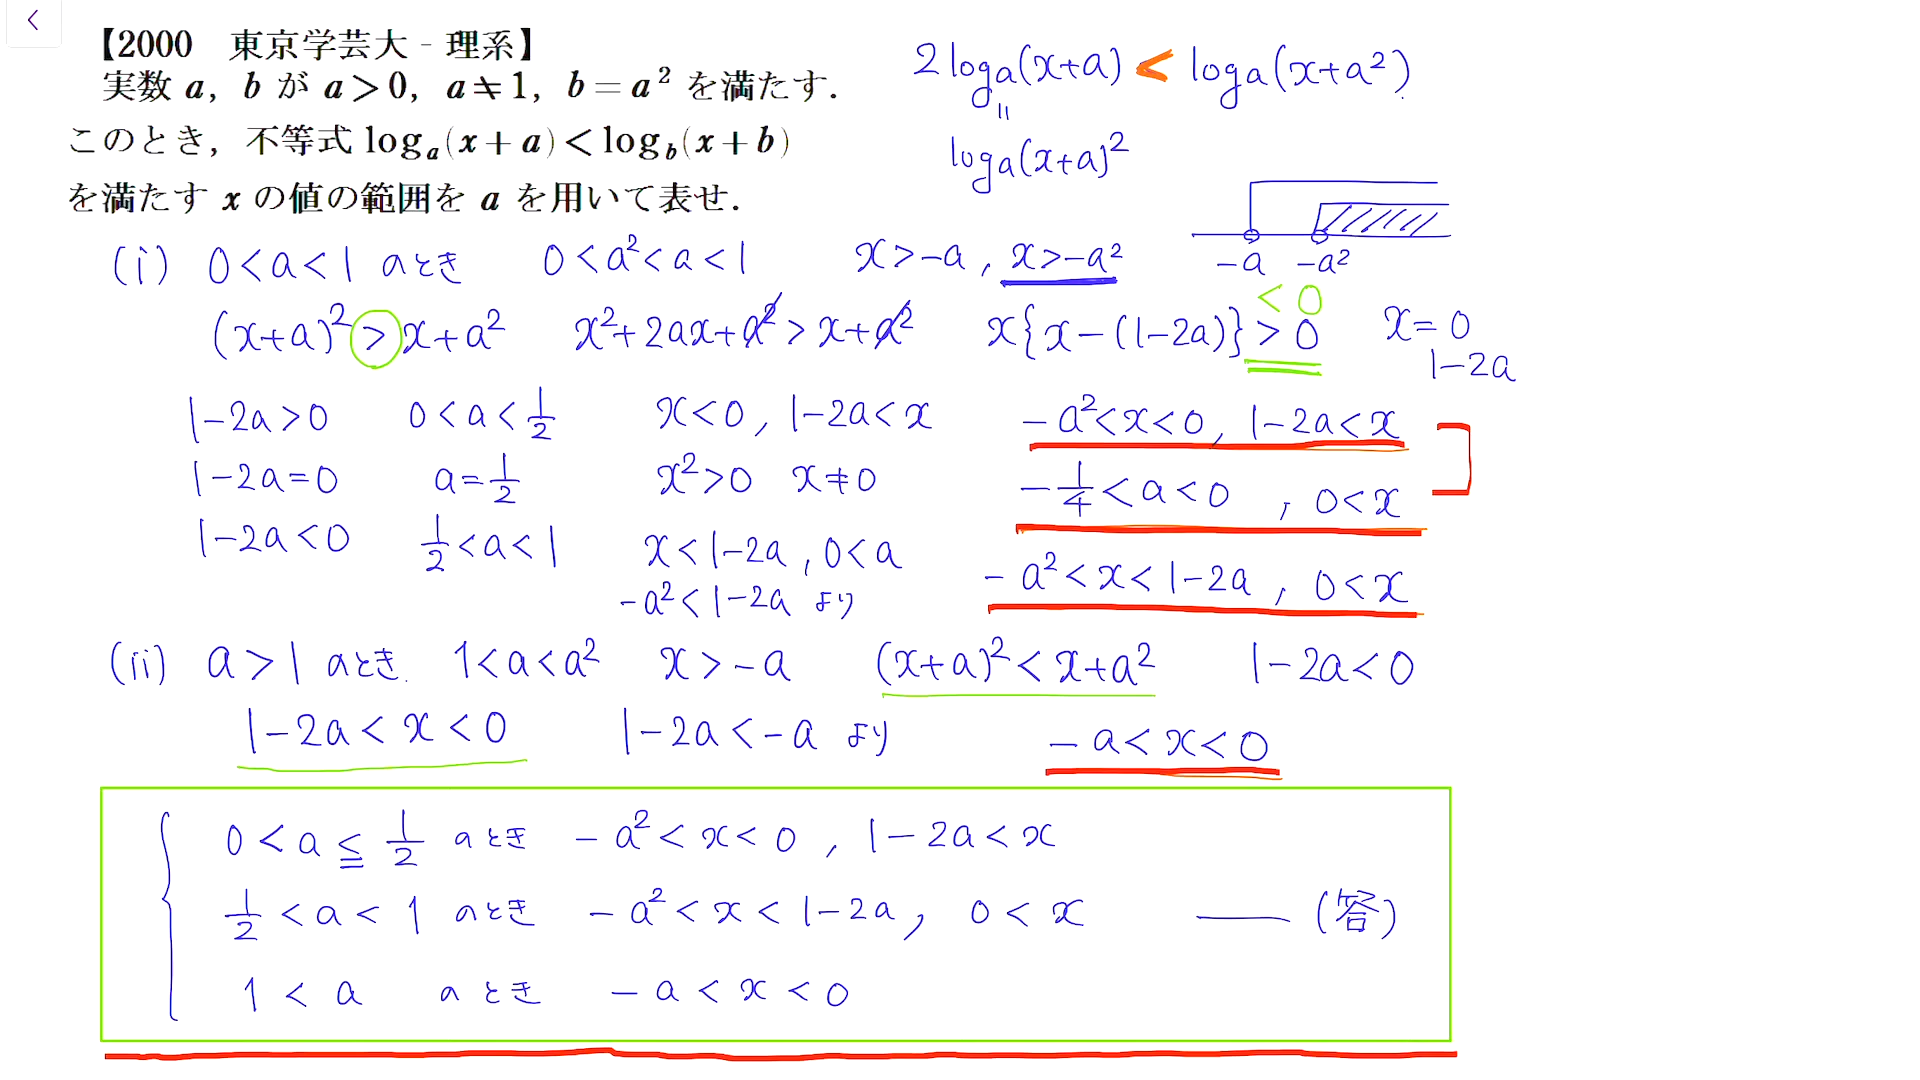 【2000 東京学芸大 - 理系】
実数 a, b が a>0, a≠1, b=a² を満たす.
このとき, 不等式 logₐ(x+a)<log_b(x+b)
を満たす x の値の範囲を a を用いて表せ.
2logₐ(x+a) < logₐ(x+a²)
〃
logₐ(x+a)²
-a -a²
(i) 0<a<1 のとき 0<a²<a<1 x>-a, x>-a²
<0
(x+a)²>x+a² x²+2ax+a²>x+a² x{x-(1-2a)}>0 x=0
1-2a
1-2a>0 0<a<1/2 x<0, 1-2a<x -a²<x<0, 1-2a<x
1-2a=0 a=1/2 x²>0 x≠0 -1/4<a<0, 0<x
1-2a<0 1/2<a<1 x<1-2a, 0<a -a²<x<1-2a, 0<x
-a²<1-2a より
(ii) a>1 のとき. 1<a<a² x>-a (x+a)²<x+a² 1-2a<0
1-2a<x<0 1-2a<-a より -a<x<0
0<a≦1/2 のとき -a²<x<0, 1-2a<x
1/2<a<1 のとき -a²<x<1-2a, 0<x ——(答)
1<a のとき -a<x<0